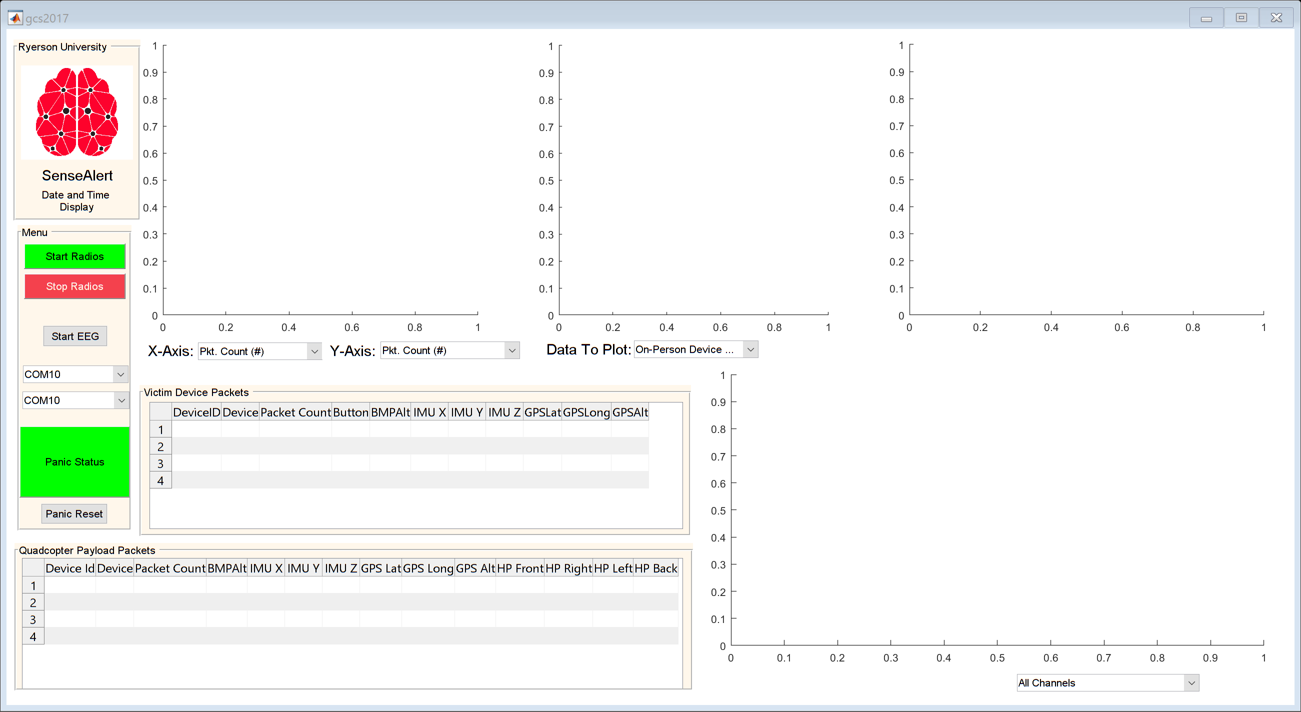 gcs2017
Ryerson University
SenseAlert
Date and Time
Display
Menu
Start Radios
Stop Radios
Start EEG
COM10
COM10
Panic Status
Panic Reset
1
0.9
0.8
0.7
0.6
0.5
0.4
0.3
0.2
0.1
0
0 0.2 0.4 0.6 0.8 1
X-Axis: Pkt. Count (#) Y-Axis: Pkt. Count (#)
1
0.9
0.8
0.7
0.6
0.5
0.4
0.3
0.2
0.1
0
0 0.2 0.4 0.6 0.8 1
Data To Plot: On-Person Device ...
1
0.9
0.8
0.7
0.6
0.5
0.4
0.3
0.2
0.1
0
0 0.2 0.4 0.6 0.8 1
Victim Device Packets
DeviceID Device Packet Count Button BMPAlt IMU X IMU Y IMU Z GPSLat GPSLong GPSAlt
1
2
3
4
Quadcopter Payload Packets
Device Id Device Packet Count BMPAlt IMU X IMU Y IMU Z GPS Lat GPS Long GPS Alt HP Front HP Right HP Left HP Back
1
2
3
4
1
0.9
0.8
0.7
0.6
0.5
0.4
0.3
0.2
0.1
0
0 0.1 0.2 0.3 0.4 0.5 0.6 0.7 0.8 0.9 1
All Channels